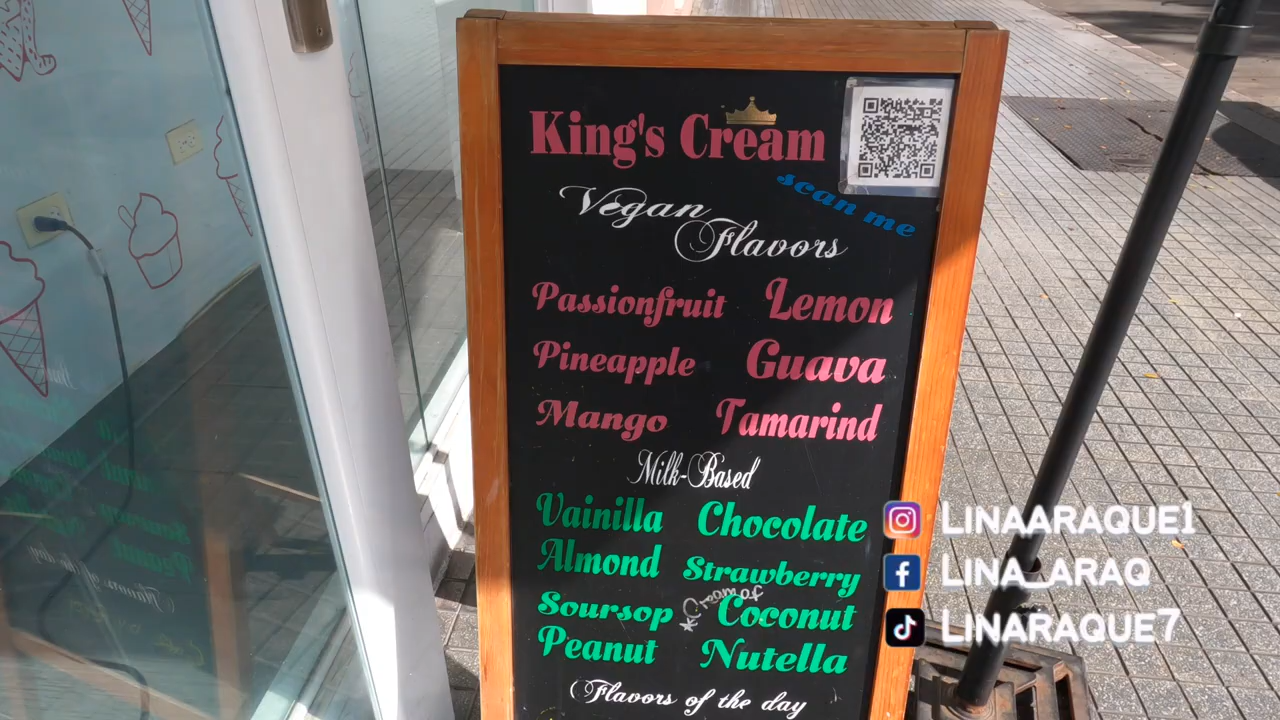 King's Cream
scan me
Vegan
Flavors
Passionfruit Lemon
Pineapple Guava
Mango Tamarind
Milk-Based
Vainilla Chocolate
Almond Strawberry
*Cream of
Soursop Coconut
Peanut Nutella
Flavors of the day
LINAARAQUE1
LINA_ARAQ
LINARAQUE7